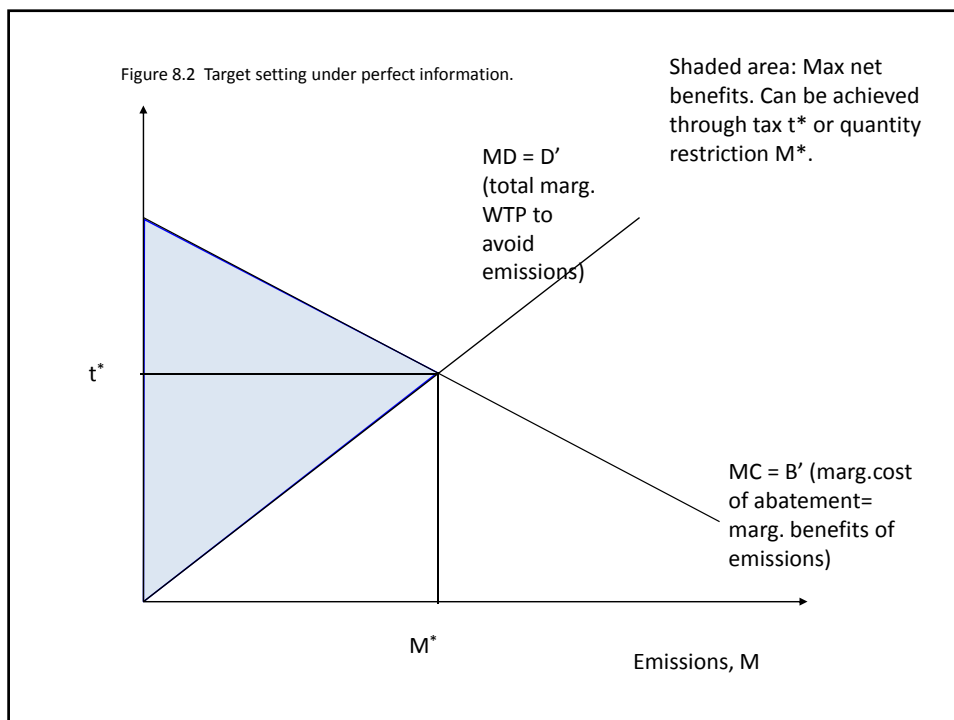 Figure 8.2  Target setting under perfect information.
Shaded area: Max net
benefits. Can be achieved
through tax t* or quantity
restriction M*.
MD = D’
(total marg.
WTP to
avoid
emissions)
t*
MC = B’ (marg.cost
of abatement=
marg. benefits of
emissions)
M*
Emissions, M